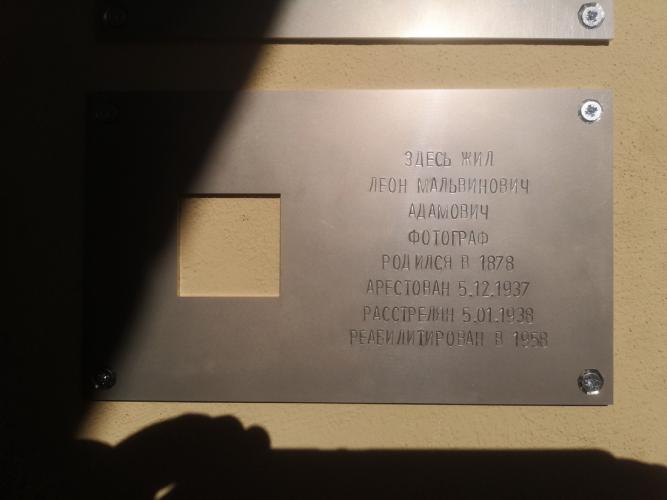 ЗДЕСЬ ЖИЛ
ЛЕОН МАЛЬВИНОВИЧ
АДАМОВИЧ
ФОТОГРАФ
РОДИЛСЯ В 1878
АРЕСТОВАН 5.12.1937
РАССТРЕЛЯН 5.01.1938
РЕАБИЛИТИРОВАН В 1958